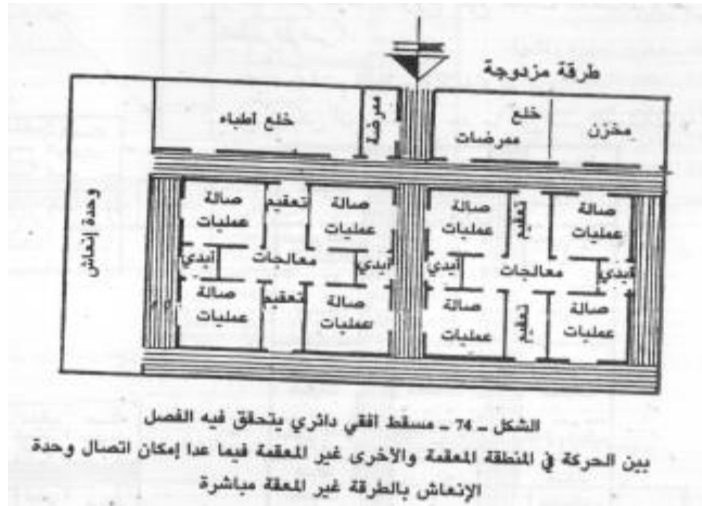 طرقة مزدوجة
مخزن
خلع
ممرضات
ممرضة
خلع أطباء
وحدة إنعاش
صالة
عمليات
تعقيم
صالة
عمليات
صالة
عمليات
تعقيم
صالة
عمليات
أيدي
معالجات
أيدي
أيدي
معالجات
أيدي
صالة
عمليات
تعقيم
صالة
عمليات
صالة
عمليات
تعقيم
صالة
عمليات
الشكل ـ 74 ـ مسقط أفقي دائري يتحقق فيه الفصل
بين الحركة في المنطقة المعقمة والأخرى غير المعقمة فيما عدا إمكان اتصال وحدة
الإنعاش بالطرقة غير المعقة مباشرة